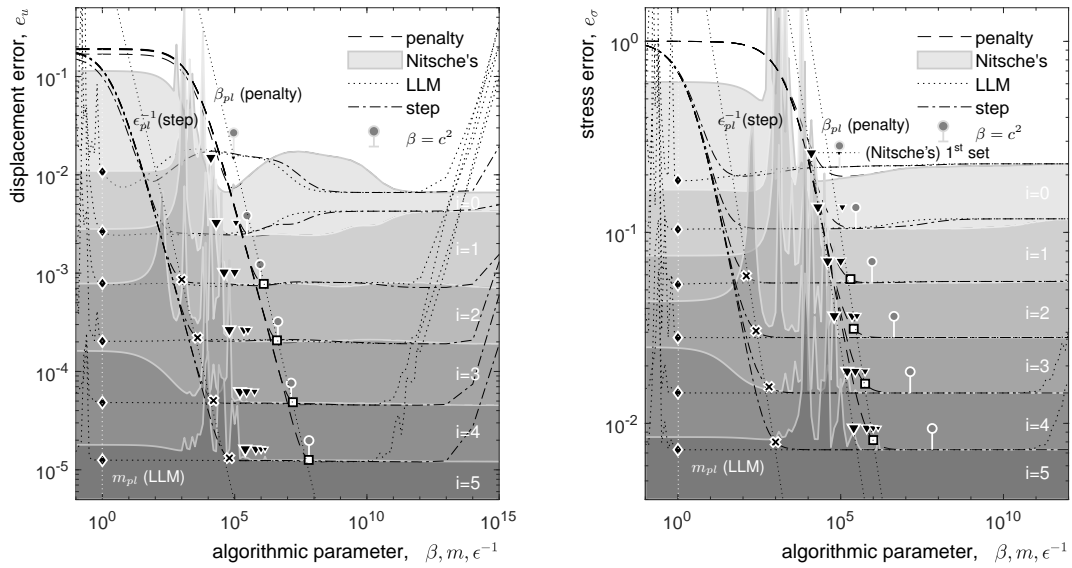 displacement error, e_u
10^-1
10^-2
10^-3
10^-4
10^-5
penalty
Nitsche's
LLM
step
β = c^2
β_pl (penalty)
ϵ_pl^-1 (step)
i=0
i=1
i=2
i=3
i=4
i=5
m_pl (LLM)
10^0
10^5
10^10
10^15
algorithmic parameter, β, m, ϵ^-1
stress error, e_σ
10^0
10^-1
10^-2
penalty
Nitsche's
LLM
step
β = c^2
ϵ_pl^-1 (step)
β_pl (penalty)
(Nitsche's) 1^st set
i=0
i=1
i=2
i=3
i=4
i=5
m_pl (LLM)
10^0
10^5
10^10
algorithmic parameter, β, m, ϵ^-1